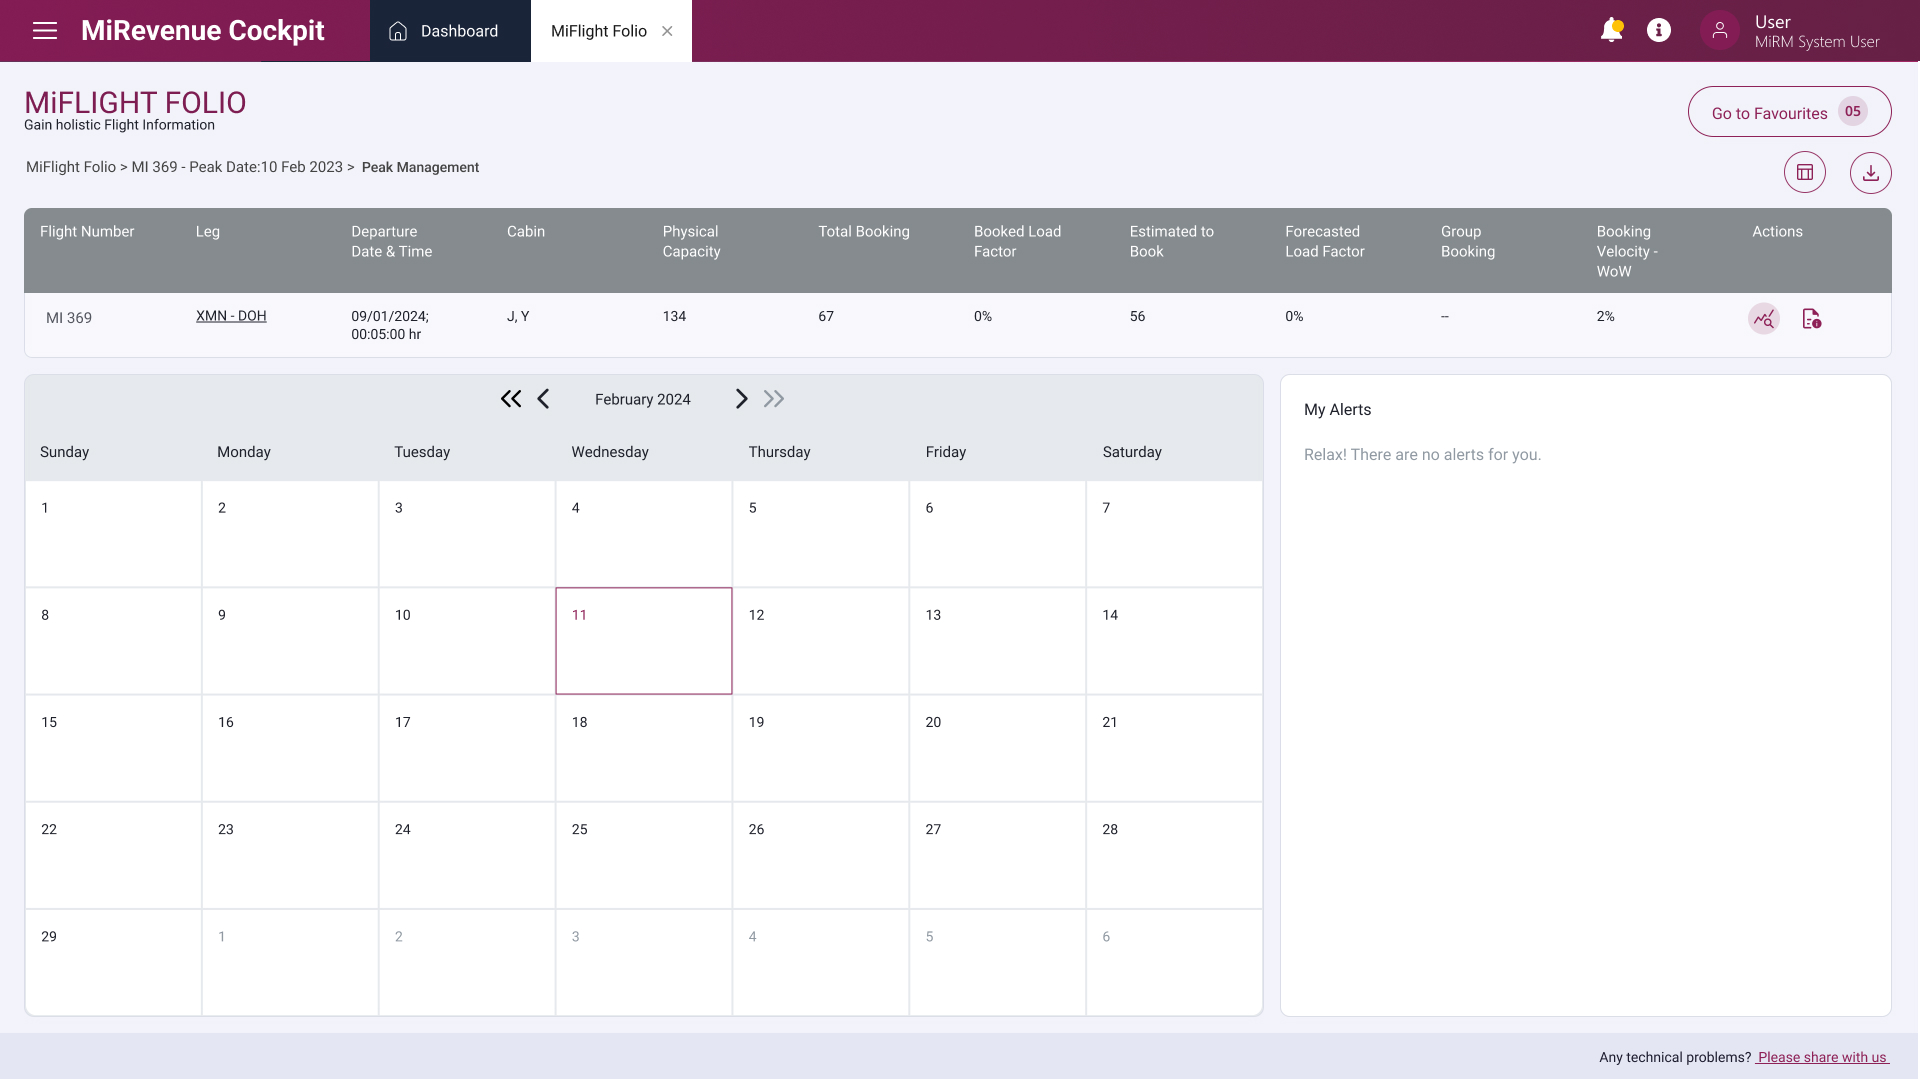 MiRevenue Cockpit
Dashboard
MiFlight Folio
User
MiRM System User
MiFLIGHT FOLIO
Gain holistic Flight Information
Go to Favourites 05
MiFlight Folio > MI 369 - Peak Date:10 Feb 2023 > Peak Management
Flight Number
Leg
Departure
Date & Time
Cabin
Physical
Capacity
Total Booking
Booked Load
Factor
Estimated to
Book
Forecasted
Load Factor
Group
Booking
Booking
Velocity -
WoW
Actions
MI 369
XMN - DOH
09/01/2024;
00:05:00 hr
J, Y
134
67
0%
56
0%
--
2%
February 2024
Sunday Monday Tuesday Wednesday Thursday Friday Saturday
1 2 3 4 5 6 7
8 9 10 11 12 13 14
15 16 17 18 19 20 21
22 23 24 25 26 27 28
29 1 2 3 4 5 6
My Alerts
Relax! There are no alerts for you.
Any technical problems? Please share with us